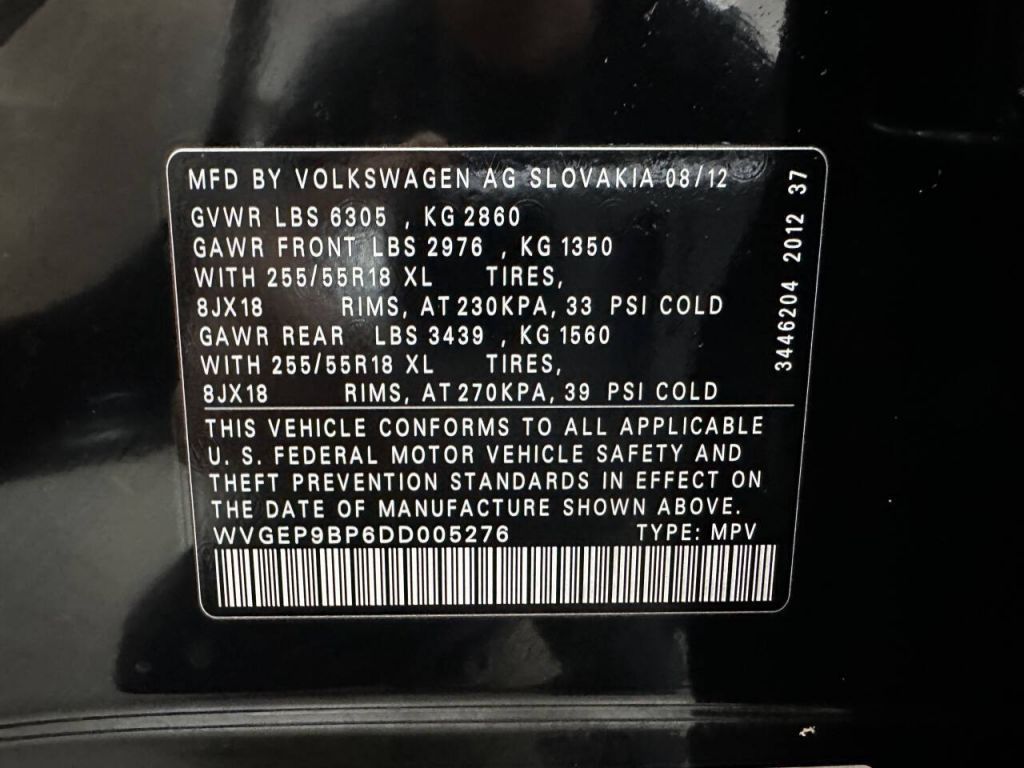 MFD BY VOLKSWAGEN AG SLOVAKIA 08/12
GVWR LBS 6305 , KG 2860
GAWR FRONT LBS 2976 , KG 1350
WITH 255/55R18 XL TIRES,
8JX18 RIMS, AT 230KPA, 33 PSI COLD
GAWR REAR LBS 3439 , KG 1560
WITH 255/55R18 XL TIRES,
8JX18 RIMS, AT 270KPA, 39 PSI COLD
THIS VEHICLE CONFORMS TO ALL APPLICABLE
U. S. FEDERAL MOTOR VEHICLE SAFETY AND
THEFT PREVENTION STANDARDS IN EFFECT ON
THE DATE OF MANUFACTURE SHOWN ABOVE.
WVGEP9BP6DD005276 TYPE: MPV
3446204 2012 37